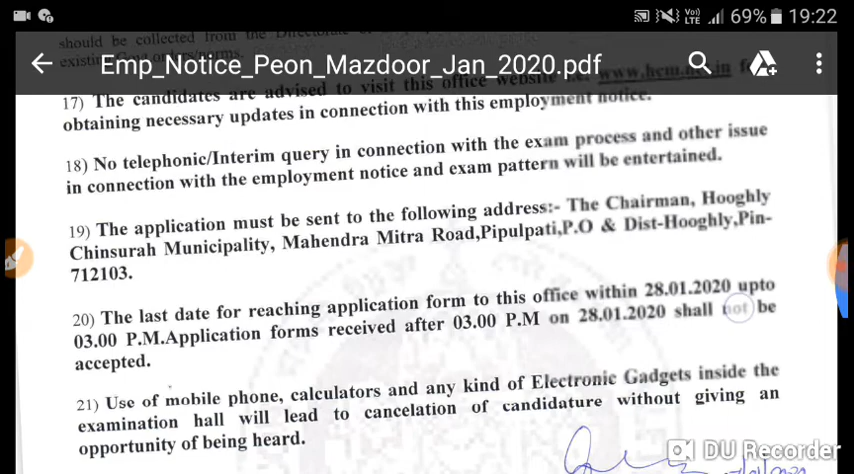 69% 19:22
should be collected from the
existing
Emp_Notice_Peon_Mazdoor_Jan_2020.pdf
17) The candidates are advised to visit this office website
obtaining necessary updates in connection with this employment notice.
18) No telephonic/Interim query in connection with the exam process and other issue
in connection with the employment notice and exam pattern will be entertained.
19) The application must be sent to the following address:- The Chairman, Hooghly
Chinsurah Municipality, Mahendra Mitra Road,Pipulpati,P.O & Dist-Hooghly,Pin-
712103.
20) The last date for reaching application form to this office within 28.01.2020 upto
03.00 P.M.Application forms received after 03.00 P.M on 28.01.2020 shall not be
accepted.
21) Use of mobile phone, calculators and any kind of Electronic Gadgets inside the
examination hall will lead to cancelation of candidature without giving an
opportunity of being heard.
DU Recorder